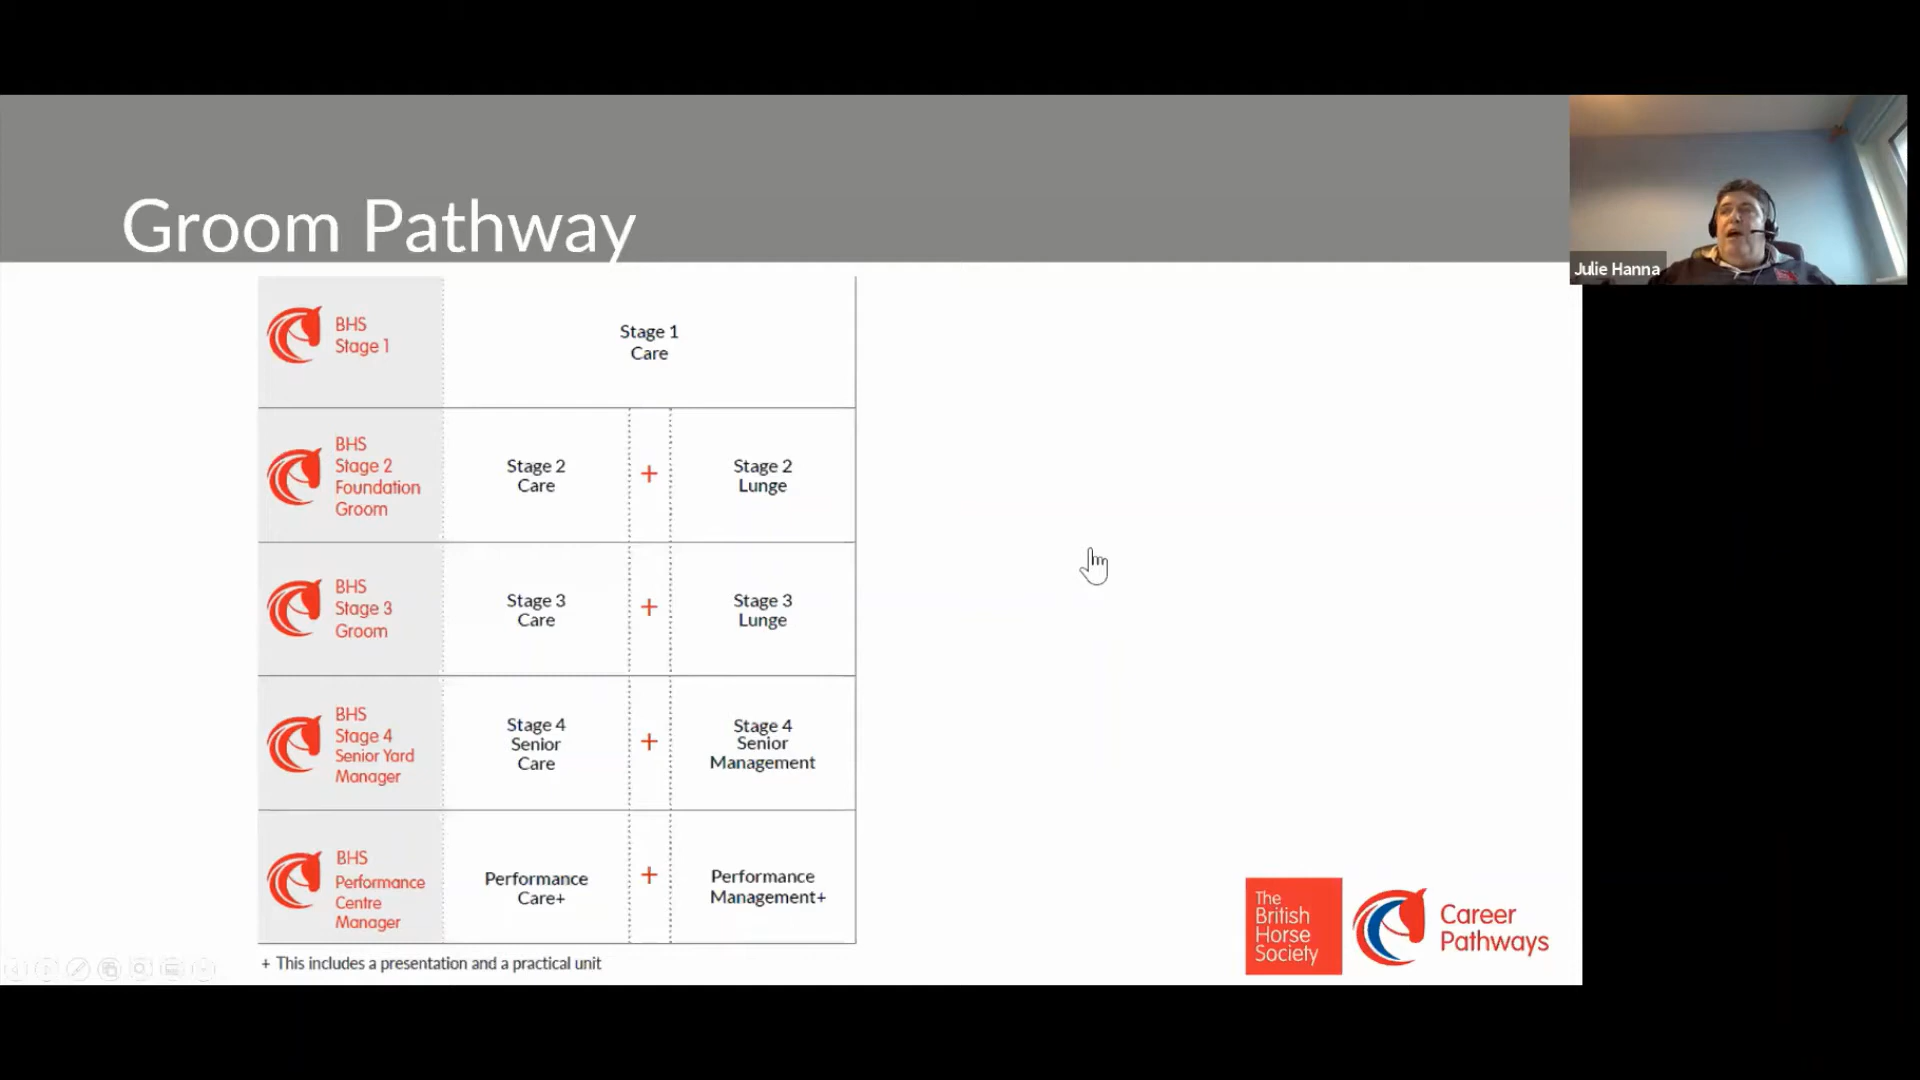 Groom Pathway
Julie Hanna
BHS
Stage 1
Stage 1
Care
BHS
Stage 2
Foundation
Groom
Stage 2
Care
+
Stage 2
Lunge
BHS
Stage 3
Groom
Stage 3
Care
+
Stage 3
Lunge
BHS
Stage 4
Senior Yard
Manager
Stage 4
Senior
Care
+
Stage 4
Senior
Management
BHS
Performance
Centre
Manager
Performance
Care+
+
Performance
Management+
+ This includes a presentation and a practical unit
The
British
Horse
Society
Career
Pathways